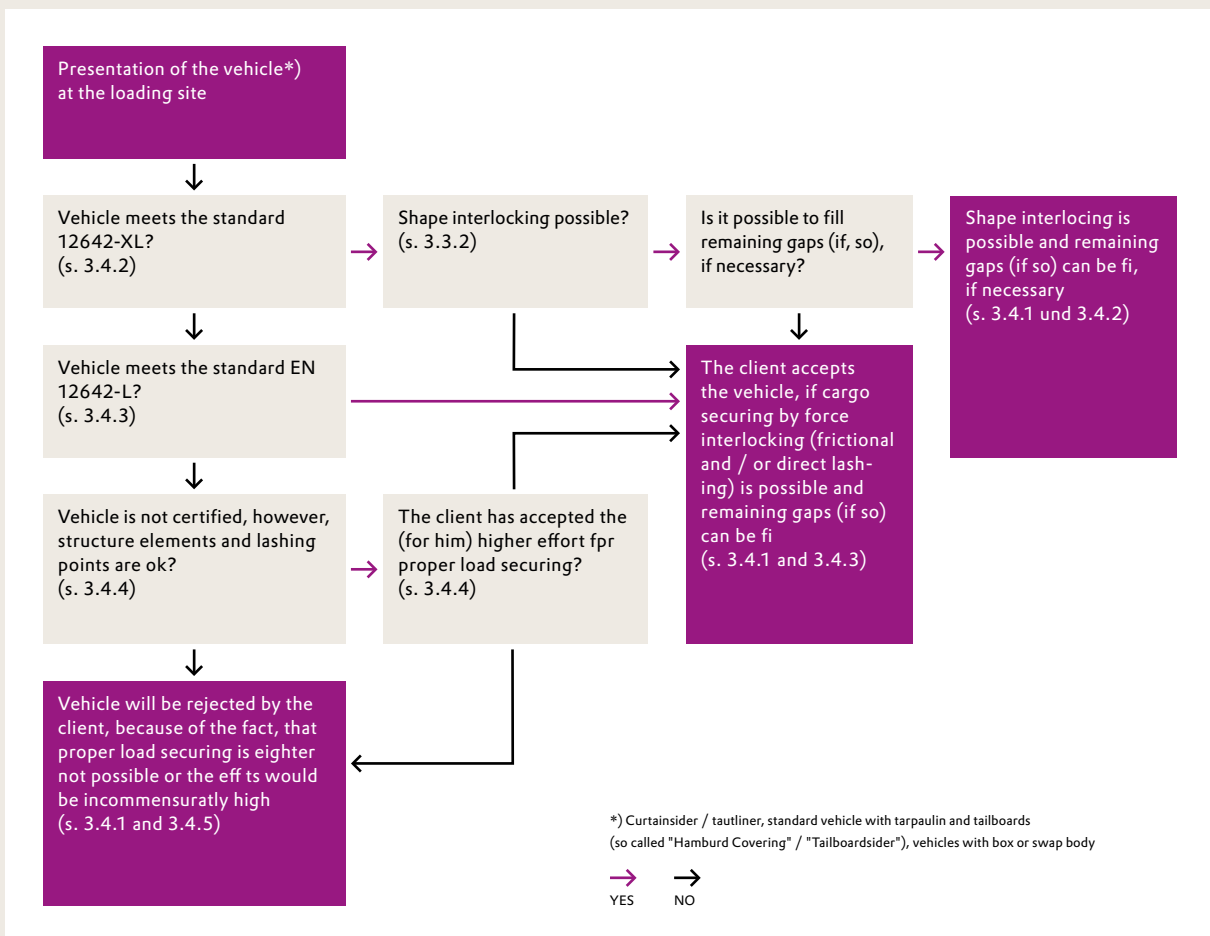 Presentation of the vehicle*)
at the loading site
Vehicle meets the standard
12642-XL?
(s. 3.4.2)
Shape interlocking possible?
(s. 3.3.2)
Is it possible to fill
remaining gaps (if, so),
if necessary?
Shape interlocing is
possible and remaining
gaps (if so) can be fi,
if necessary
(s. 3.4.1 und 3.4.2)
Vehicle meets the standard EN
12642-L?
(s. 3.4.3)
The client accepts
the vehicle, if cargo
securing by force
interlocking (frictional
and / or direct lash-
ing) is possible and
remaining gaps (if so)
can be fi
(s. 3.4.1 and 3.4.3)
Vehicle is not certified, however,
structure elements and lashing
points are ok?
(s. 3.4.4)
The client has accepted the
(for him) higher effort fpr
proper load securing?
(s. 3.4.4)
Vehicle will be rejected by the
client, because of the fact, that
proper load securing is eighter
not possible or the eff ts would
be incommensuratly high
(s. 3.4.1 and 3.4.5)
*) Curtainsider / tautliner, standard vehicle with tarpaulin and tailboards
(so called "Hamburd Covering" / "Tailboardsider"), vehicles with box or swap body
YES NO